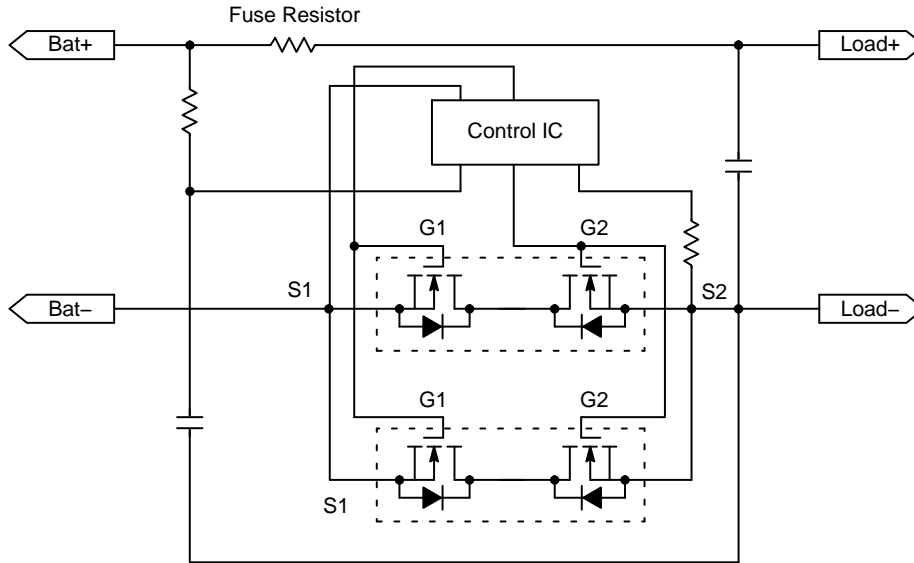 Fuse Resistor
Bat+
Load+
Control IC
G1
G2
S1
S2
Bat–
Load–
G1
G2
S1